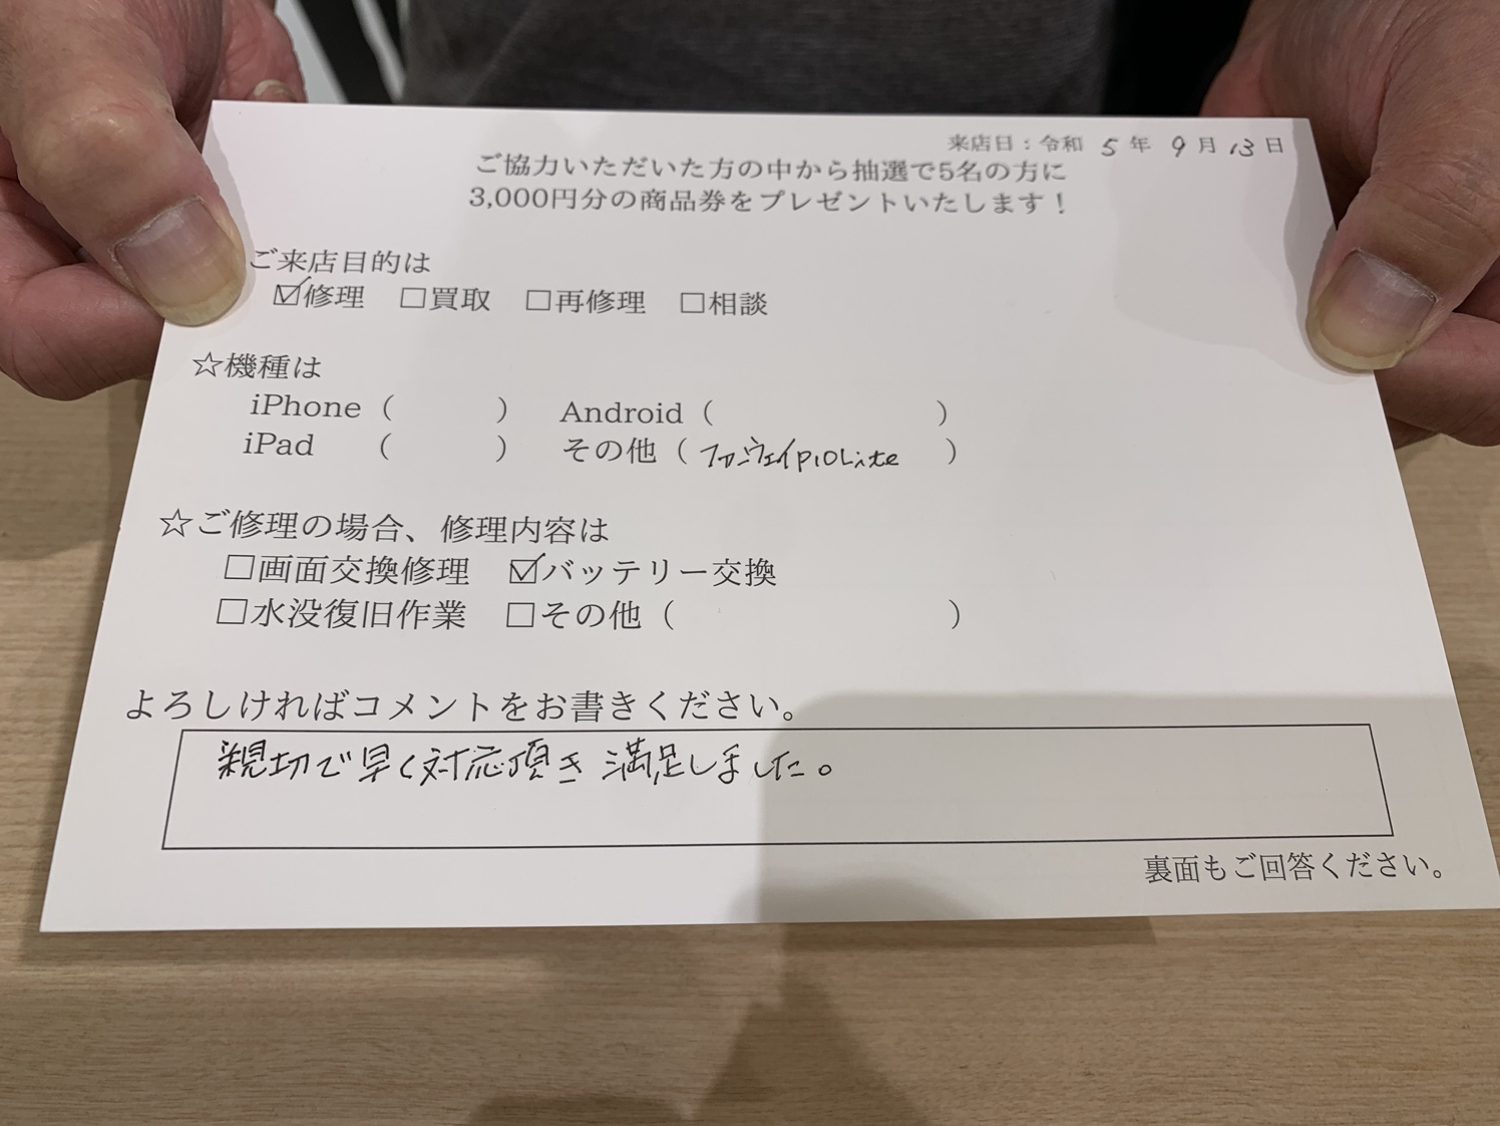 来店日：令和 5 年 9 月 13 日
ご協力いただいた方の中から抽選で5名の方に
3,000円分の商品券をプレゼントいたします！
ご来店目的は
☑修理 □買取 □再修理 □相談
☆機種は
iPhone（ ） Android（ ）
iPad （ ） その他（ ファーウェイP10Lite ）
☆ご修理の場合、修理内容は
□画面交換修理 ☑バッテリー交換
□水没復旧作業 □その他（ ）
よろしければコメントをお書きください。
親切で早く対応頂き 満足しました。
裏面もご回答ください。